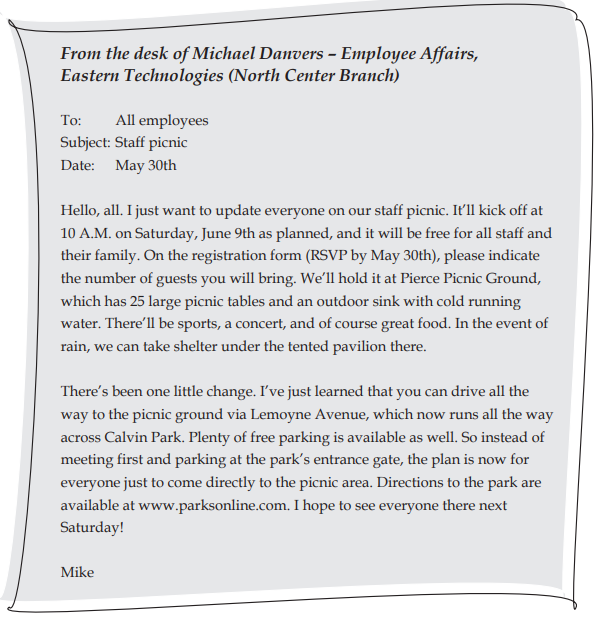 From the desk of Michael Danvers – Employee Affairs,
Eastern Technologies (North Center Branch)
To: All employees
Subject: Staff picnic
Date: May 30th
Hello, all. I just want to update everyone on our staff picnic. It'll kick off at
10 A.M. on Saturday, June 9th as planned, and it will be free for all staff and
their family. On the registration form (RSVP by May 30th), please indicate
the number of guests you will bring. We'll hold it at Pierce Picnic Ground,
which has 25 large picnic tables and an outdoor sink with cold running
water. There'll be sports, a concert, and of course great food. In the event of
rain, we can take shelter under the tented pavilion there.
There's been one little change. I've just learned that you can drive all the
way to the picnic ground via Lemoyne Avenue, which now runs all the way
across Calvin Park. Plenty of free parking is available as well. So instead of
meeting first and parking at the park's entrance gate, the plan is now for
everyone just to come directly to the picnic area. Directions to the park are
available at www.parksonline.com. I hope to see everyone there next
Saturday!
Mike